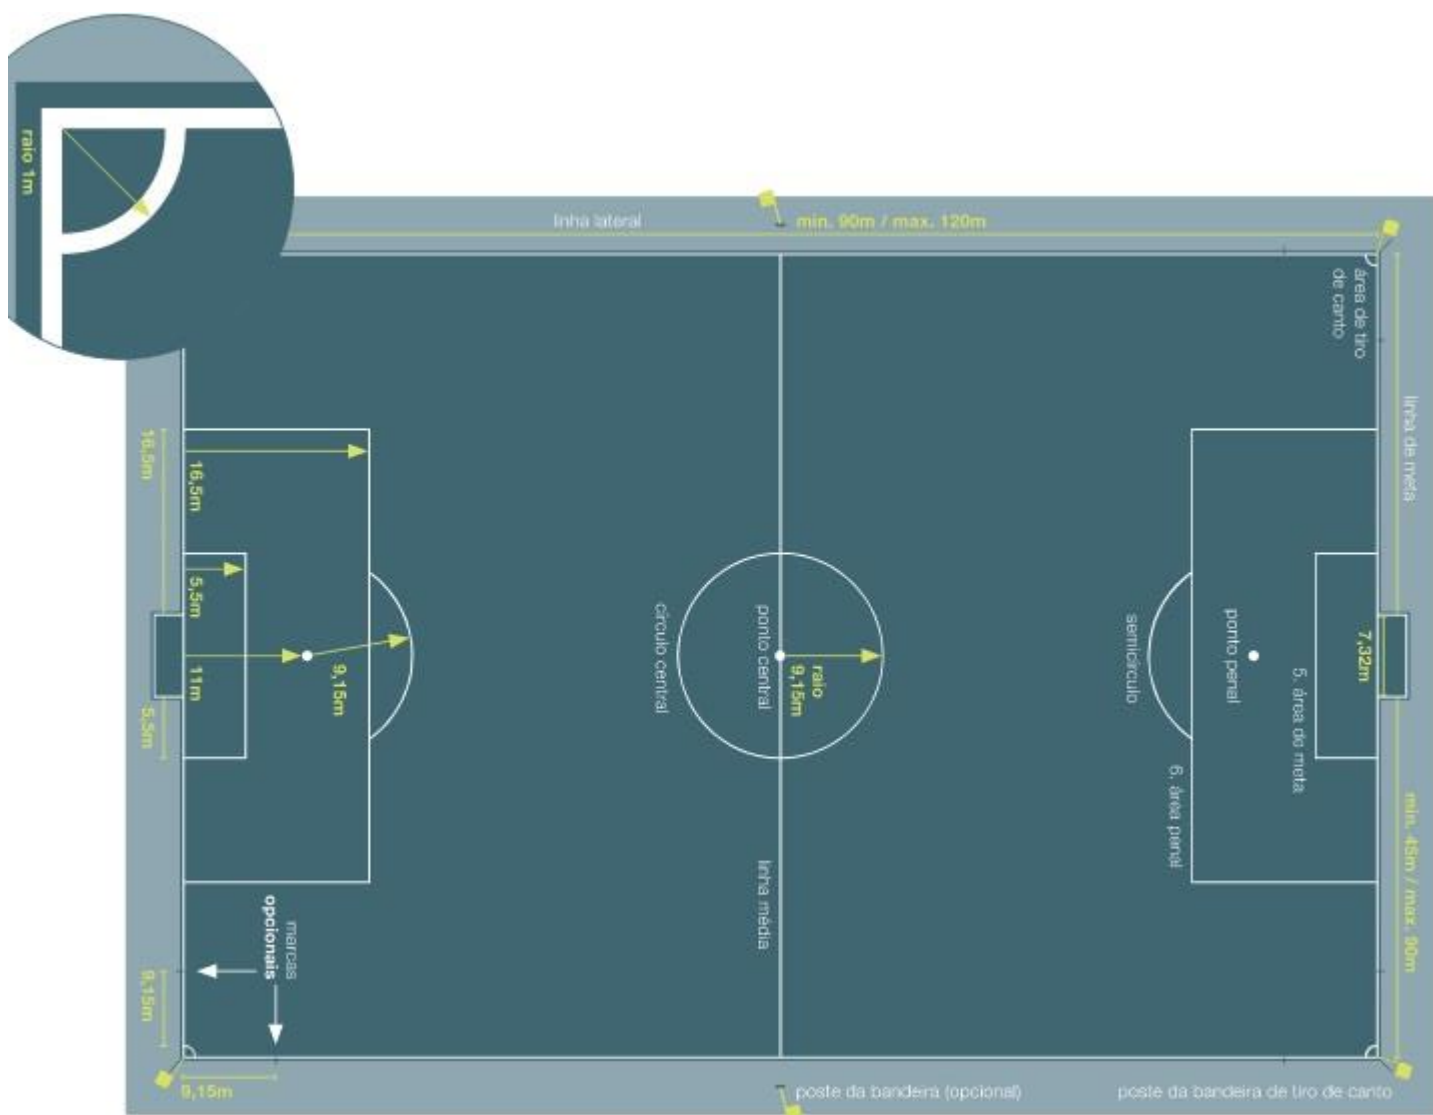 raio 1m
linha lateral
min. 90m / max. 120m
área de tiro
de canto
linha de meta
16,5m
16,5m
5,5m
11m
9,15m
5,5m
círculo central
ponto central
raio
9,15m
semicírculo
ponto penal
7,32m
5. área de meta
6. área penal
min. 45m / max. 90m
linha média
marcas
opcionais
9,15m
9,15m
poste da bandeira (opcional)
poste da bandeira de tiro de canto